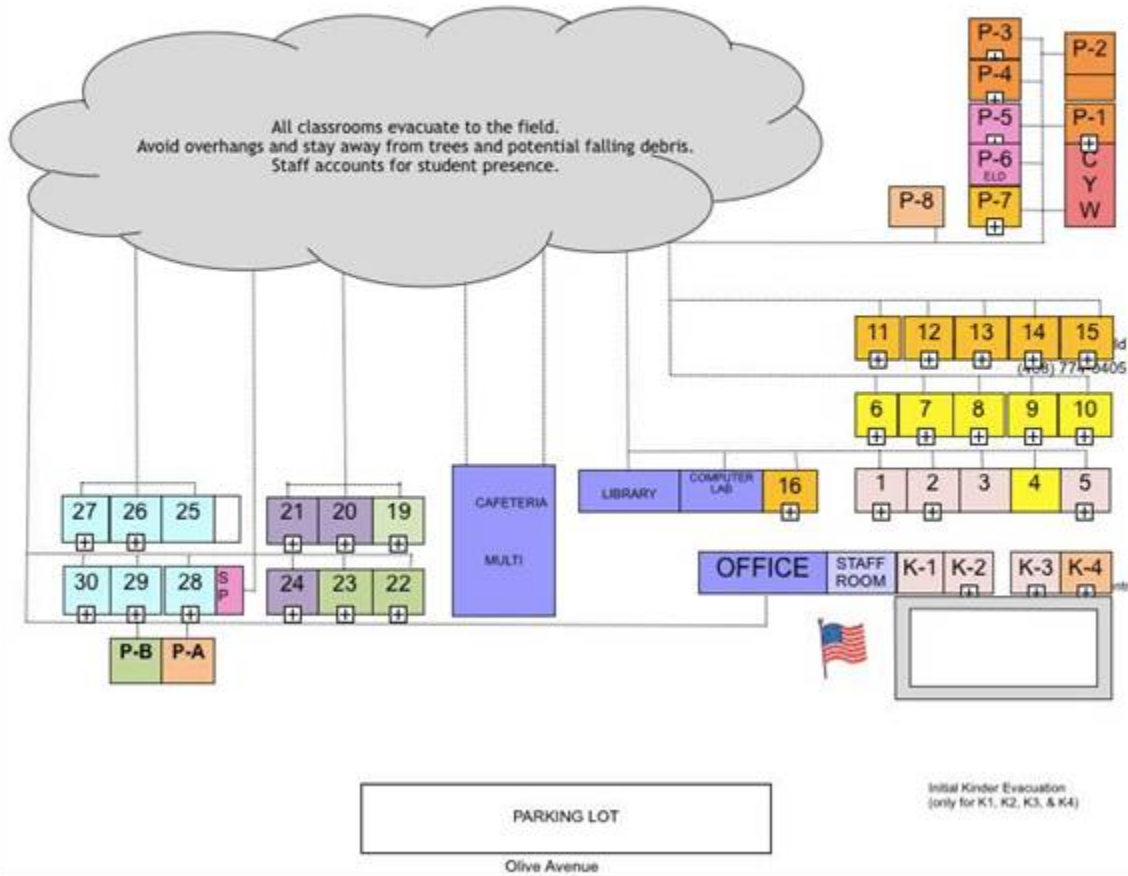 All classrooms evacuate to the field.
Avoid overhangs and stay away from trees and potential falling debris.
Staff accounts for student presence.
P-3
P-2
P-4
P-5
P-1
P-6
ELD
C
Y
W
P-8
P-7
11 12 13 14 15
ld
774-0405
6 7 8 9 10
CAFETERIA
MULTI
LIBRARY
COMPUTER
LAB
16
1 2 3 4 5
27 26 25
21 20 19
30 29 28
S
P
24 23 22
OFFICE
STAFF
ROOM
K-1 K-2 K-3 K-4
P-B P-A
PARKING LOT
Initial Kinder Evacuation
(only for K1, K2, K3, & K4)
Olive Avenue